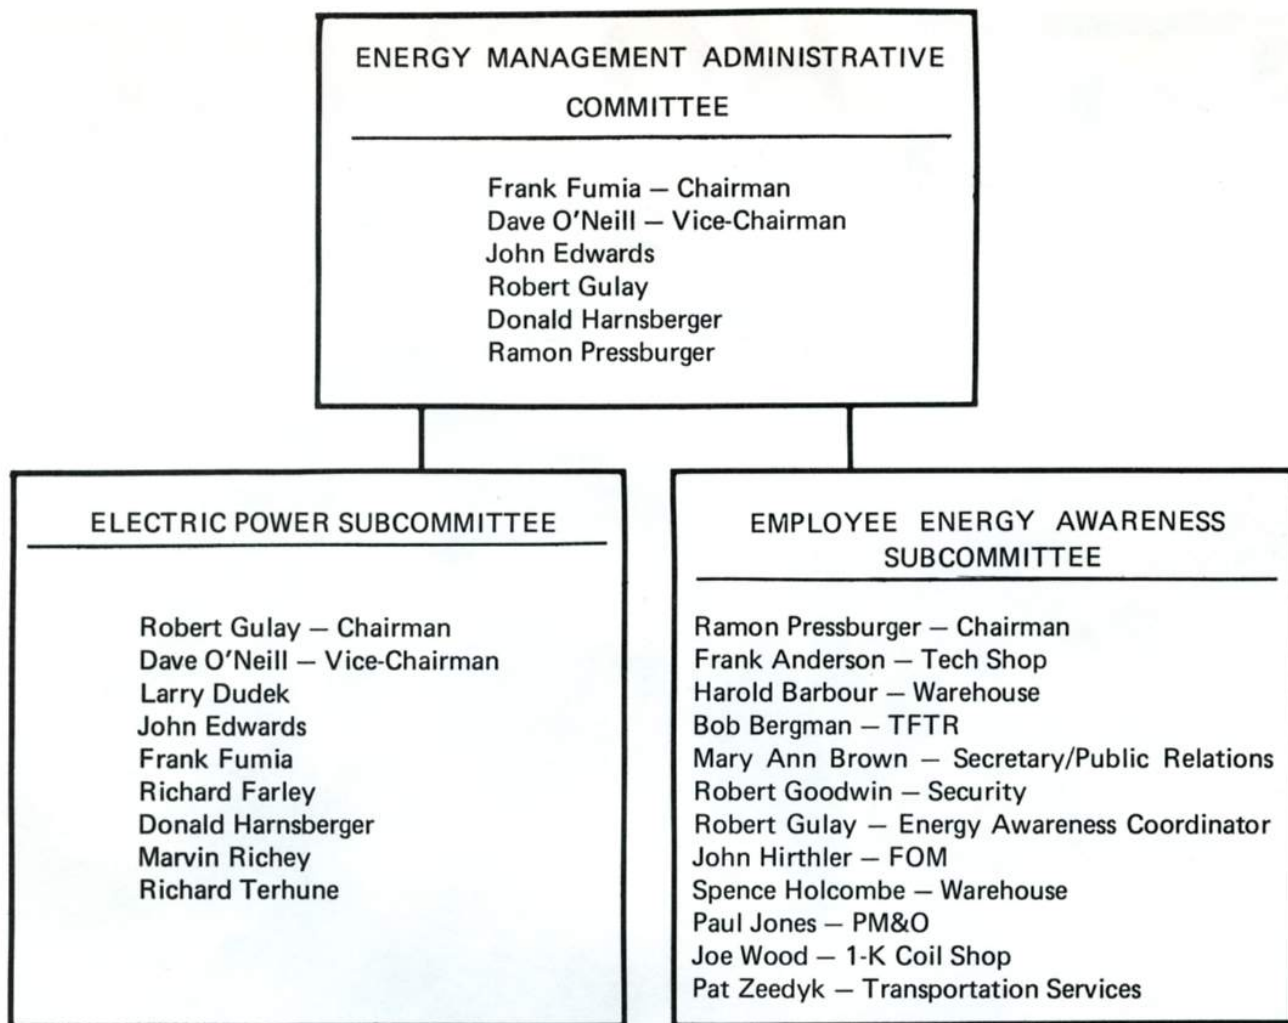 ENERGY MANAGEMENT ADMINISTRATIVE
COMMITTEE
Frank Fumia — Chairman
Dave O'Neill — Vice-Chairman
John Edwards
Robert Gulay
Donald Harnsberger
Ramon Pressburger
ELECTRIC POWER SUBCOMMITTEE
Robert Gulay — Chairman
Dave O'Neill — Vice-Chairman
Larry Dudek
John Edwards
Frank Fumia
Richard Farley
Donald Harnsberger
Marvin Richey
Richard Terhune
EMPLOYEE ENERGY AWARENESS
SUBCOMMITTEE
Ramon Pressburger — Chairman
Frank Anderson — Tech Shop
Harold Barbour — Warehouse
Bob Bergman — TFTR
Mary Ann Brown — Secretary/Public Relations
Robert Goodwin — Security
Robert Gulay — Energy Awareness Coordinator
John Hirthler — FOM
Spence Holcombe — Warehouse
Paul Jones — PM&O
Joe Wood — 1-K Coil Shop
Pat Zeedyk — Transportation Services